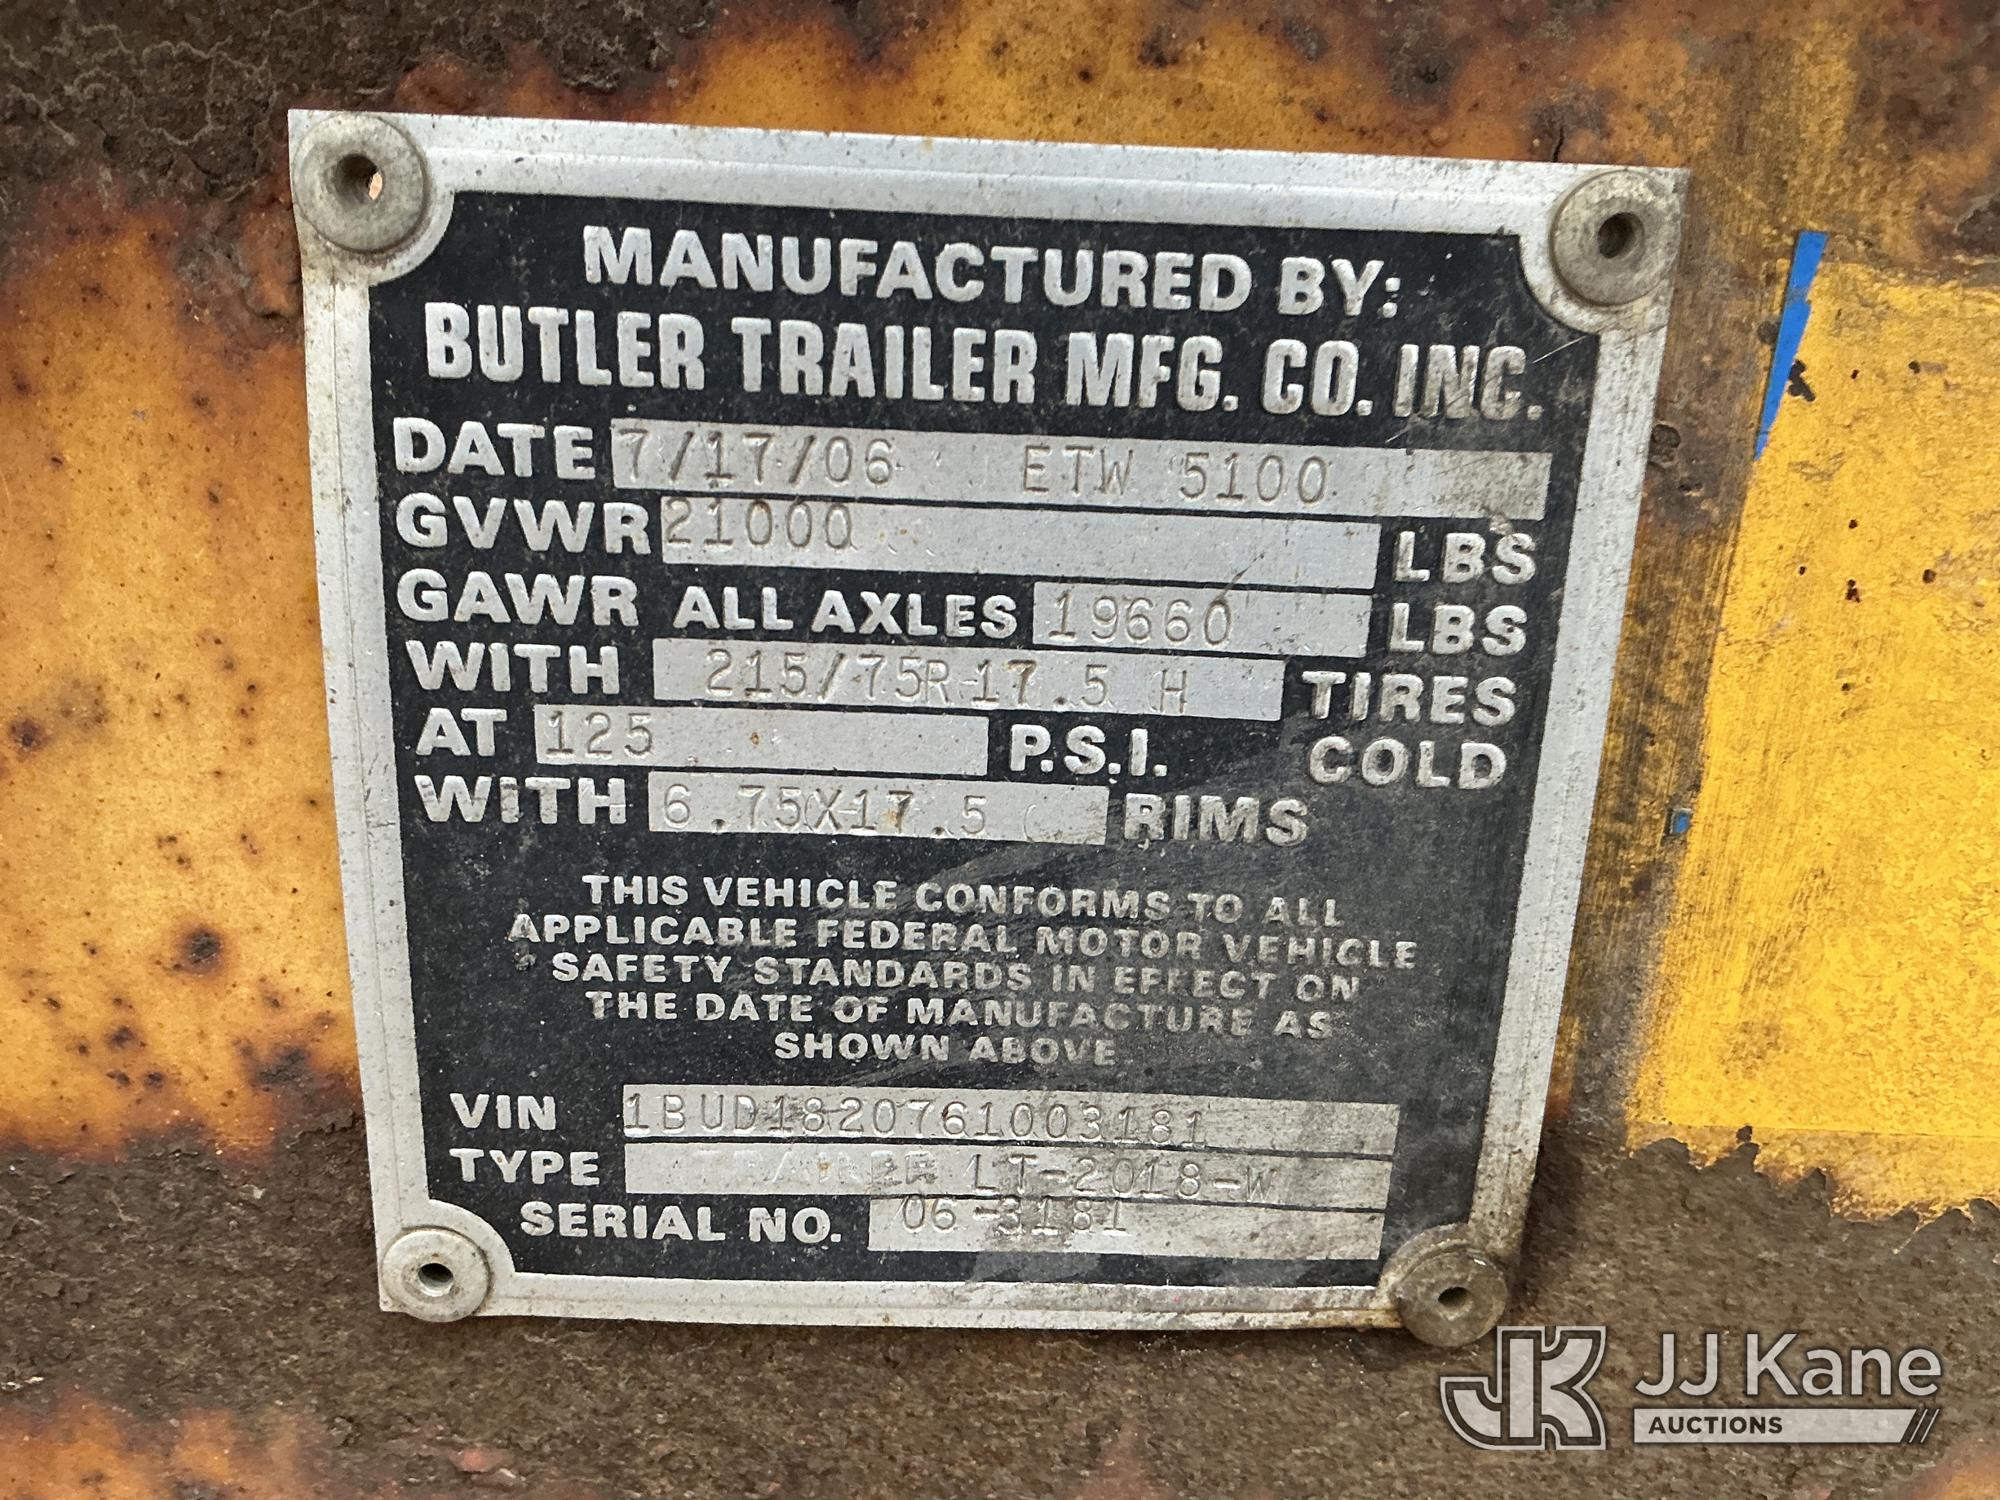 MANUFACTURED BY:
BUTLER TRAILER MFG. CO. INC.
DATE 7/17/06 ETW 5100
GVWR 21000 LBS
GAWR ALL AXLES 19660 LBS
WITH 215/75R 17.5 H TIRES
AT 125 P.S.I. COLD
WITH 6.75X17.5 RIMS
THIS VEHICLE CONFORMS TO ALL
APPLICABLE FEDERAL MOTOR VEHICLE
SAFETY STANDARDS IN EFFECT ON
THE DATE OF MANUFACTURE AS
SHOWN ABOVE
VIN 1BUD1820761003181
TYPE TRAILER LT-2018-W
SERIAL NO. 06-3181
JK JJ Kane
AUCTIONS